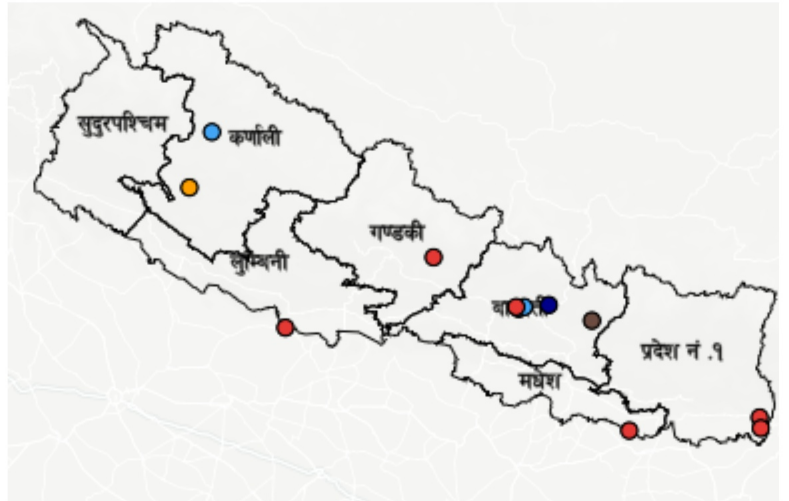 सुदुरपश्चिम
कर्णाली
गण्डकी
लुम्बिनी
प्रदेश नं .१
मधेश